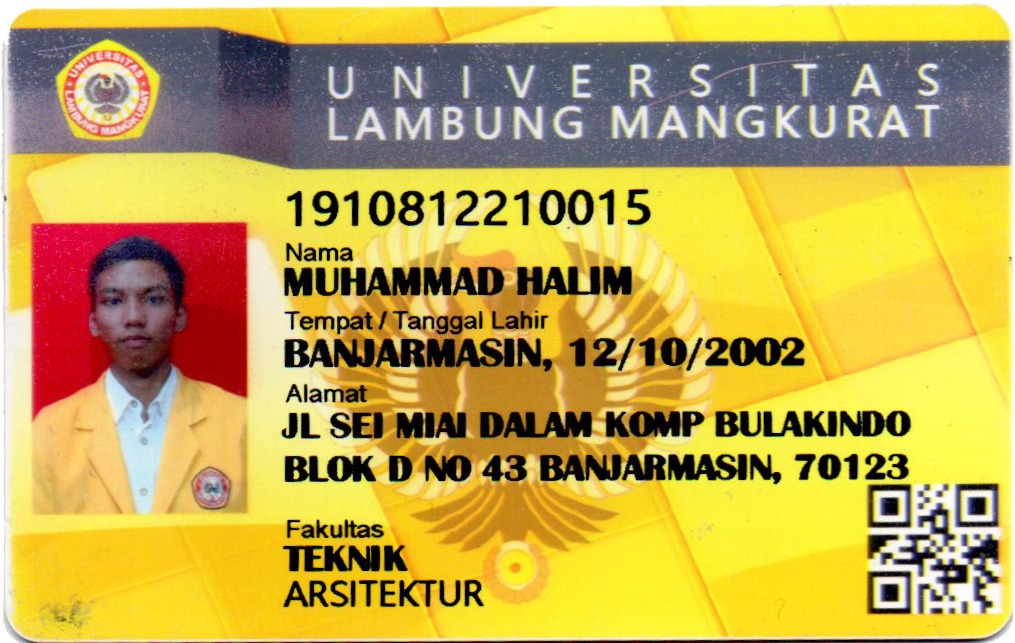 UNIVERSITAS
LAMBUNG MANGKURAT
UNIVERSITAS
LAMBUNG MANGKURAT
1910812210015
Nama
MUHAMMAD HALIM
Tempat / Tanggal Lahir
BANJARMASIN, 12/10/2002
Alamat
JL SEI MIAI DALAM KOMP BULAKINDO
BLOK D NO 43 BANJARMASIN, 70123
Fakultas
TEKNIK
ARSITEKTUR